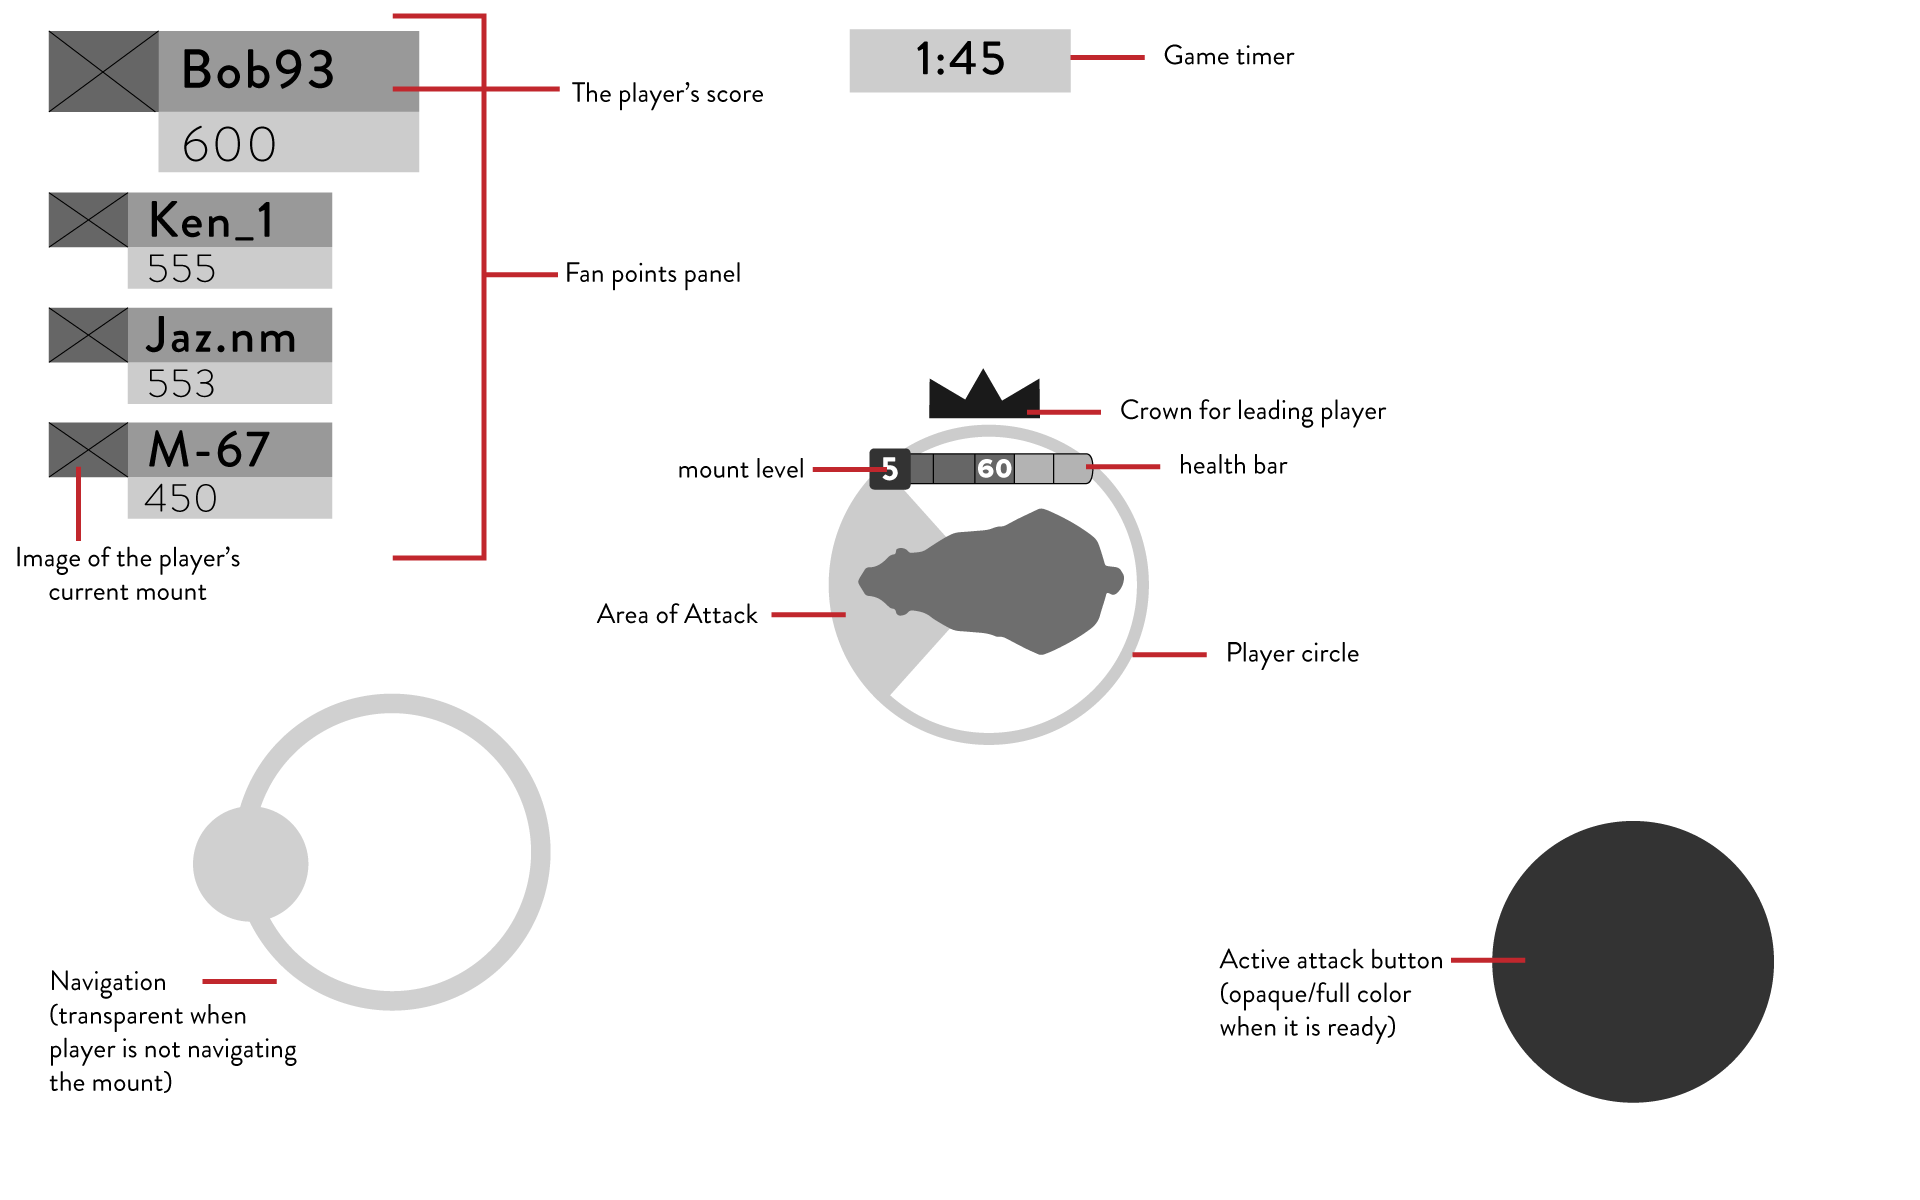 Bob93
600
The player's score
1:45
Game timer
Ken_1
555
Fan points panel
Jaz.nm
553
M-67
450
Image of the player's
current mount
Crown for leading player
mount level
5
60
health bar
Area of Attack
Player circle
Navigation
(transparent when
player is not navigating
the mount)
Active attack button
(opaque/full color
when it is ready)